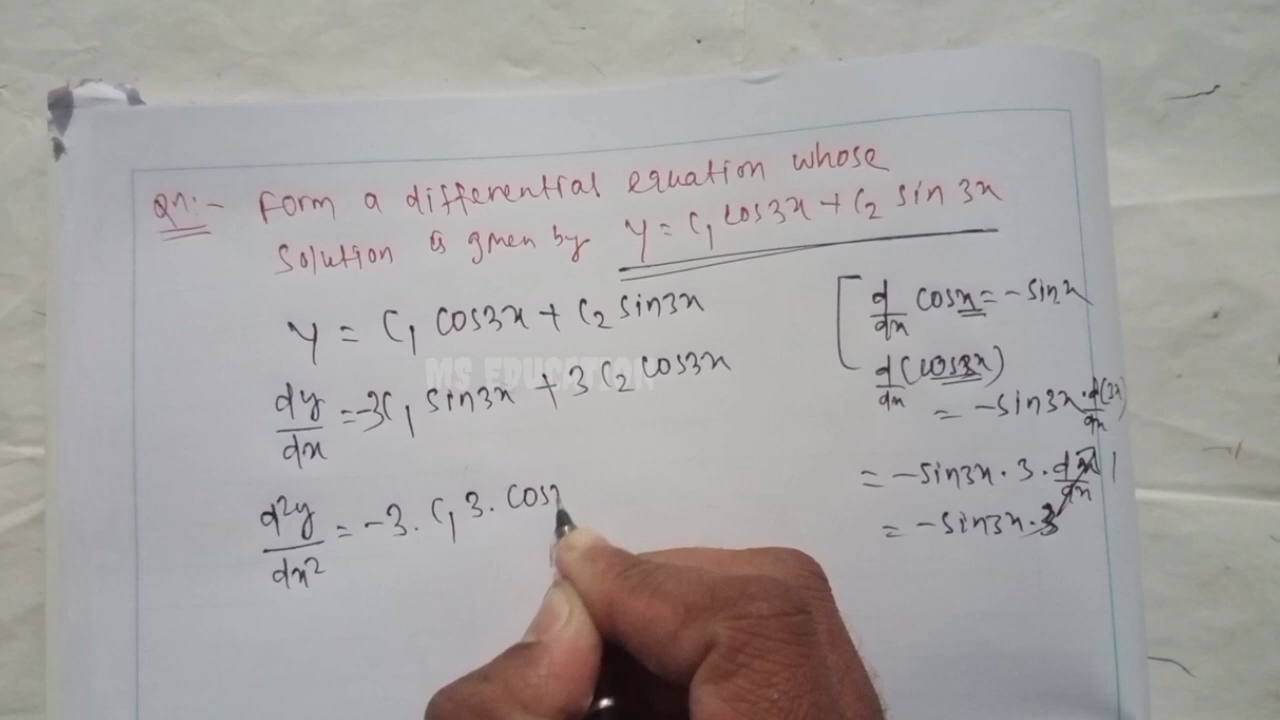 Qn:- Form a differential equation whose
solution is given by y = C₁ cos3x + C₂ sin 3x
y = C₁ cos3x + C₂ sin3x
MS EDUCATION
dy/dx = -3C₁ sin3x + 3C₂ cos3x
d²y/dx² = -3. C₁ 3. cos
d/dx cosx = -sinx
d/dx (cos3x)
= -sin3x · d(3x)/dx
= -sin3x · 3 · dx/dx 1
= -sin3x · 3